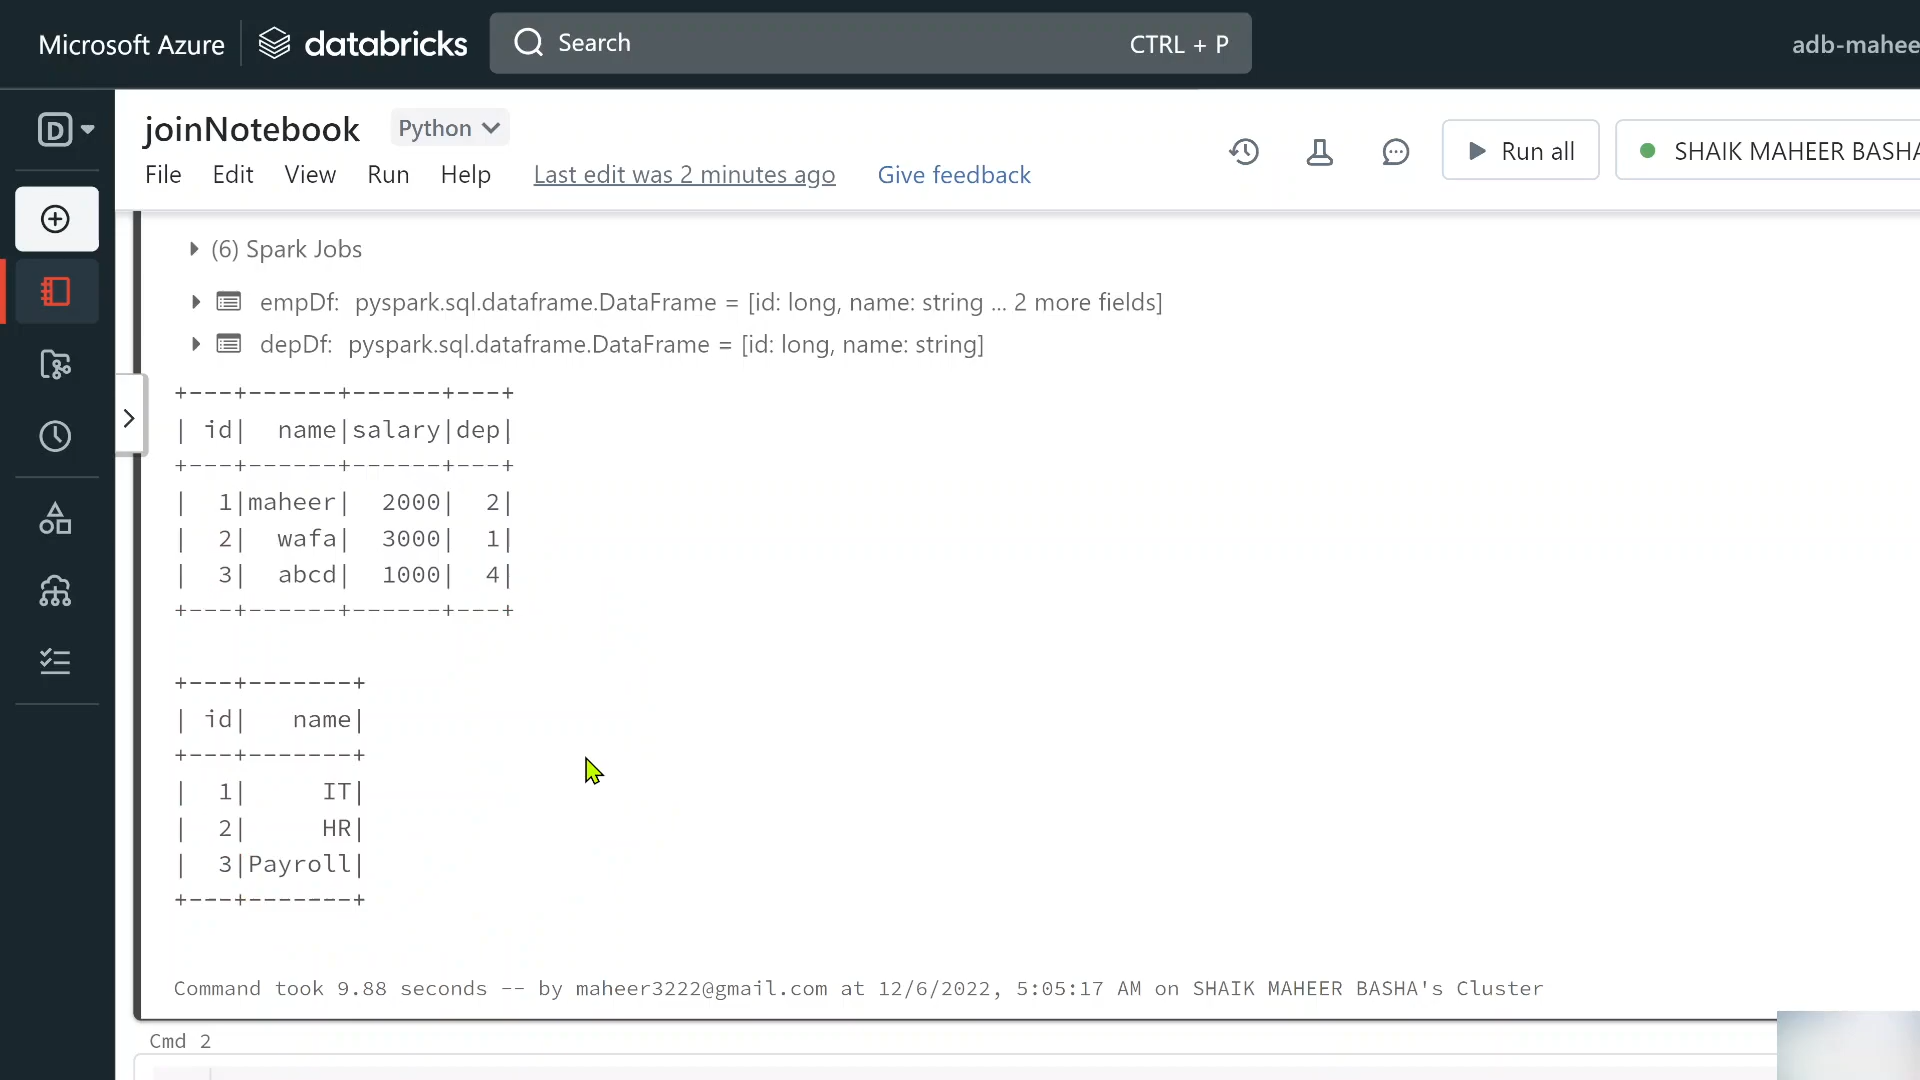 Microsoft Azure databricks Search CTRL + P adb-mahee
D
joinNotebook Python
File Edit View Run Help Last edit was 2 minutes ago Give feedback Run all SHAIK MAHEER BASHA
(6) Spark Jobs
empDf: pyspark.sql.dataframe.DataFrame = [id: long, name: string ... 2 more fields]
depDf: pyspark.sql.dataframe.DataFrame = [id: long, name: string]
+---+------+------+---+
| id|  name|salary|dep|
+---+------+------+---+
|  1|maheer|  2000|  2|
|  2|  wafa|  3000|  1|
|  3|  abcd|  1000|  4|
+---+------+------+---+
+---+-------+
| id|   name|
+---+-------+
|  1|     IT|
|  2|     HR|
|  3|Payroll|
+---+-------+
Command took 9.88 seconds -- by maheer3222@gmail.com at 12/6/2022, 5:05:17 AM on SHAIK MAHEER BASHA's Cluster
Cmd 2